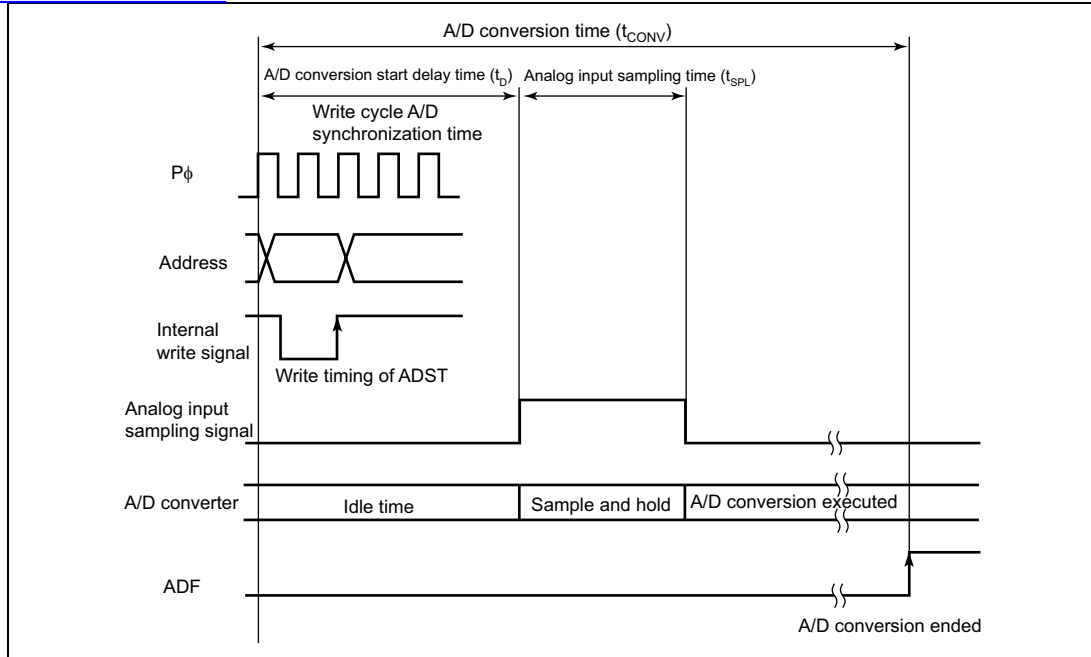 A/D conversion time (tCONV)
A/D conversion start delay time (tD)
Analog input sampling time (tSPL)
Write cycle A/D
synchronization time
Pϕ
Address
Internal
write signal
Write timing of ADST
Analog input
sampling signal
A/D converter
Idle time
Sample and hold
A/D conversion executed
ADF
A/D conversion ended